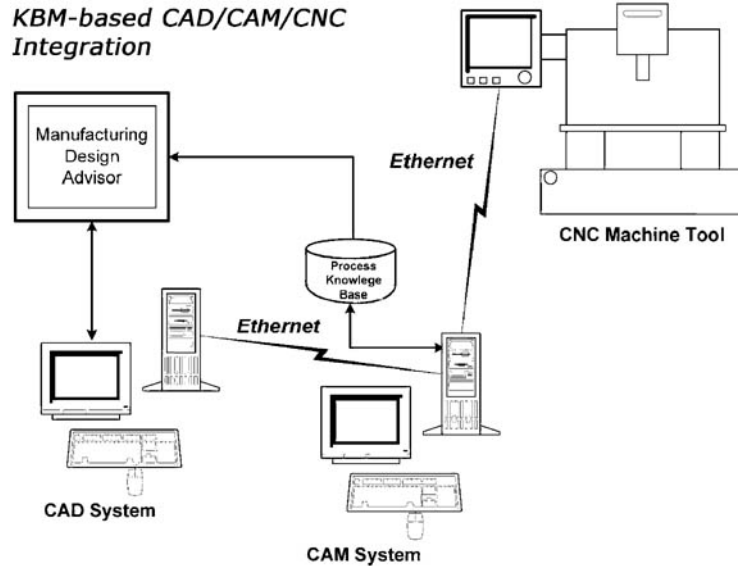 KBM-based CAD/CAM/CNC
Integration
Manufacturing
Design
Advisor
Ethernet
CNC Machine Tool
Process
Knowlege
Base
Ethernet
CAD System
CAM System